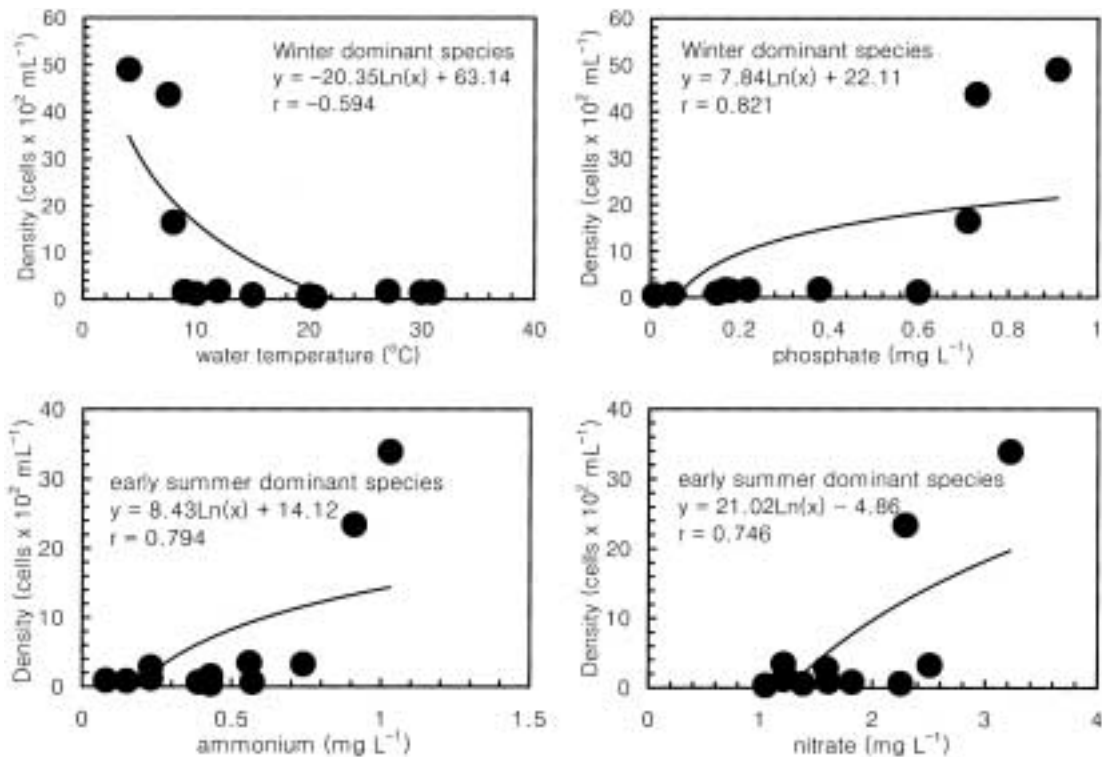 60
50
40
30
20
10
0
Density (cells x 10² mL⁻¹)
Winter dominant species
y = −20.35Ln(x) + 63.14
r = −0.594
0 10 20 30 40
water temperature (°C)
60
50
40
30
20
10
0
Density (cells x 10² mL⁻¹)
Winter dominant species
y = 7.84Ln(x) + 22.11
r = 0.821
0 0.2 0.4 0.6 0.8 1
phosphate (mg L⁻¹)
40
30
20
10
0
Density (cells x 10² mL⁻¹)
early summer dominant species
y = 8.43Ln(x) + 14.12
r = 0.794
0 0.5 1 1.5
ammonium (mg L⁻¹)
40
30
20
10
0
Density (cells x 10² mL⁻¹)
early summer dominant species
y = 21.02Ln(x) − 4.86
r = 0.746
0 1 2 3 4
nitrate (mg L⁻¹)